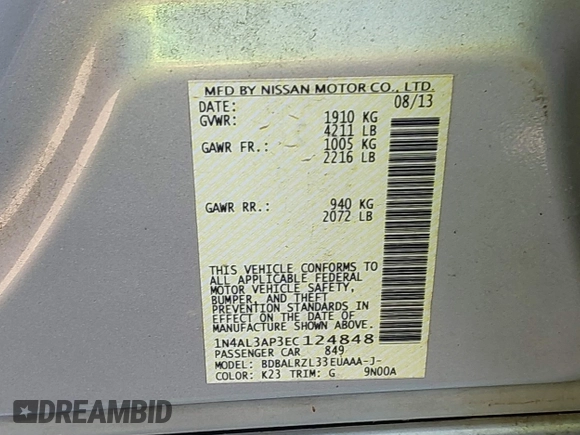 MFD BY NISSAN MOTOR CO., LTD.
DATE: 08/13
GVWR: 1910 KG
4211 LB
GAWR FR.: 1005 KG
2216 LB
GAWR RR.: 940 KG
2072 LB
THIS VEHICLE CONFORMS TO
ALL APPLICABLE FEDERAL
MOTOR VEHICLE SAFETY,
BUMPER, AND THEFT
PREVENTION STANDARDS IN
EFFECT ON THE DATE OF
MANUFACTURE SHOWN ABOVE.
1N4AL3AP3EC124848
PASSENGER CAR 849
MODEL: BDBALRZL33EUAAA-J-
COLOR: K23 TRIM: G 9N00A
DEALERS AUCTION .COM